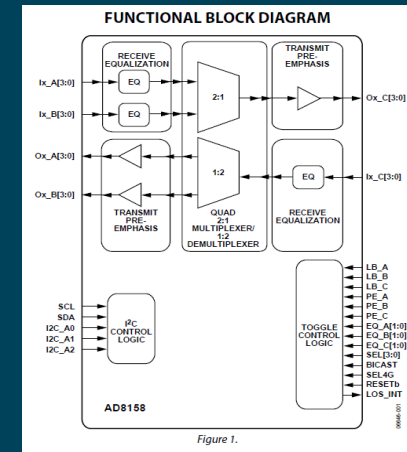 FUNCTIONAL BLOCK DIAGRAM
RECEIVE
EQUALIZATION
TRANSMIT
PRE-
EMPHASIS
Ix_A[3:0]
EQ
2:1
Ox_C[3:0]
Ix_B[3:0]
EQ
Ox_A[3:0]
1:2
EQ
Ix_C[3:0]
Ox_B[3:0]
TRANSMIT
PRE-
EMPHASIS
QUAD
2:1
MULTIPLEXER/
1:2
DEMULTIPLEXER
RECEIVE
EQUALIZATION
SCL
SDA
I2C_A0
I2C_A1
I2C_A2
I²C
CONTROL
LOGIC
TOGGLE
CONTROL
LOGIC
LB_A
LB_B
LB_C
PE_A
PE_B
PE_C
EQ_A[1:0]
EQ_B[1:0]
EQ_C[1:0]
SEL[3:0]
BICAST
SEL4G
RESETb
LOS_INT
AD8158
06646-001
Figure 1.